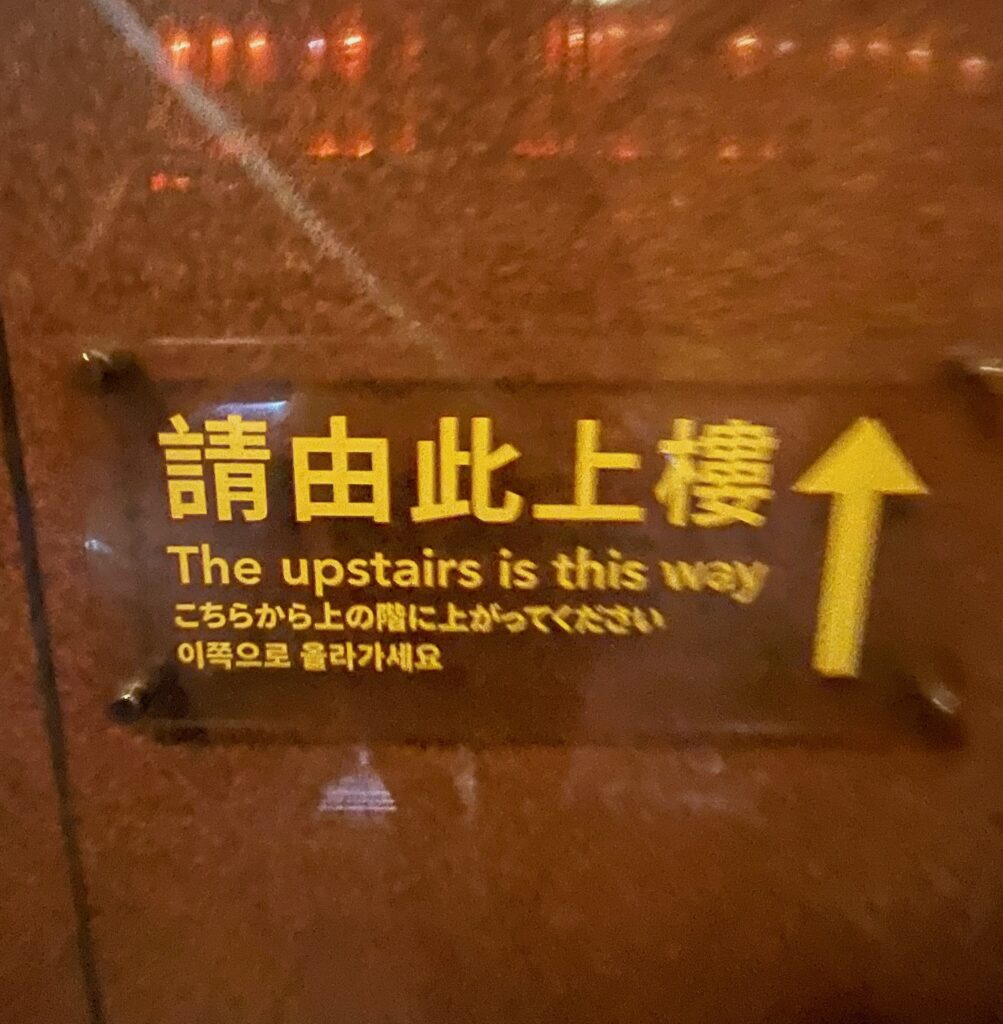 請由此上樓
The upstairs is this way
こちらから上の階に上がってください
이쪽으로 올라가세요